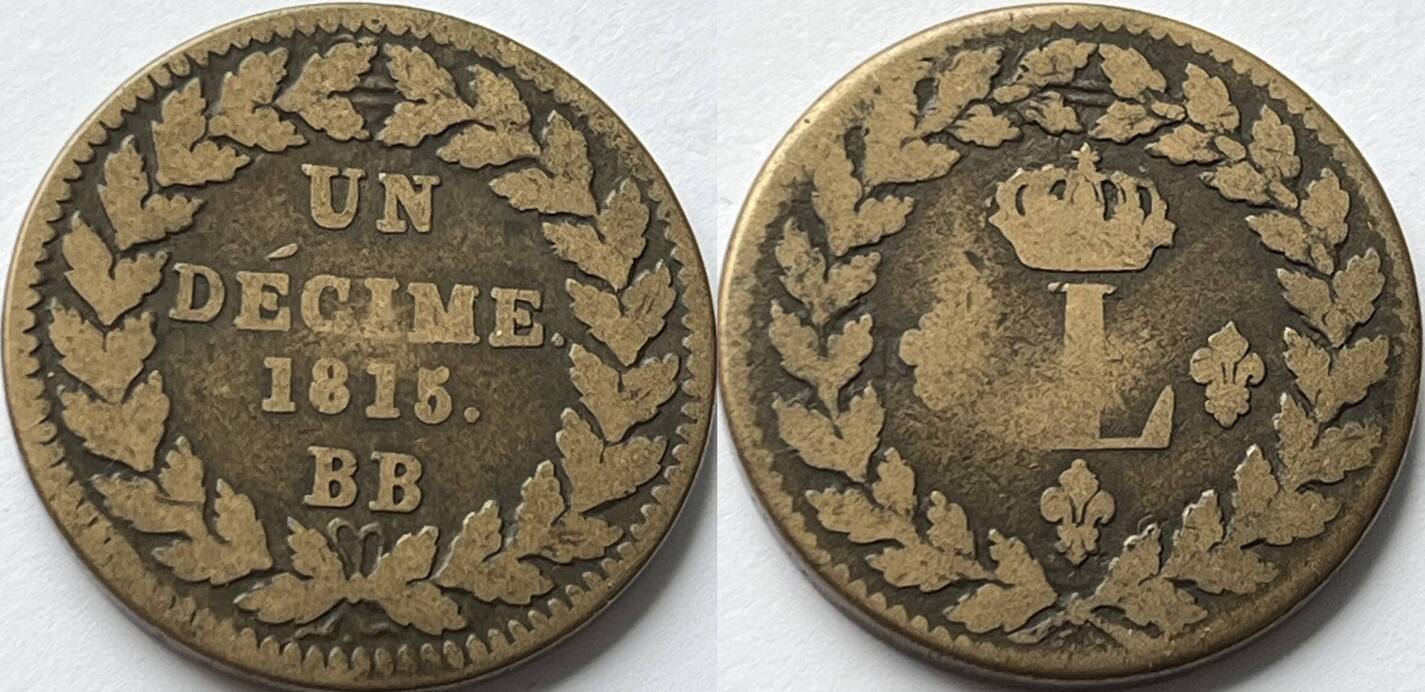 UN
DÉCIME.
1815.
BB
L